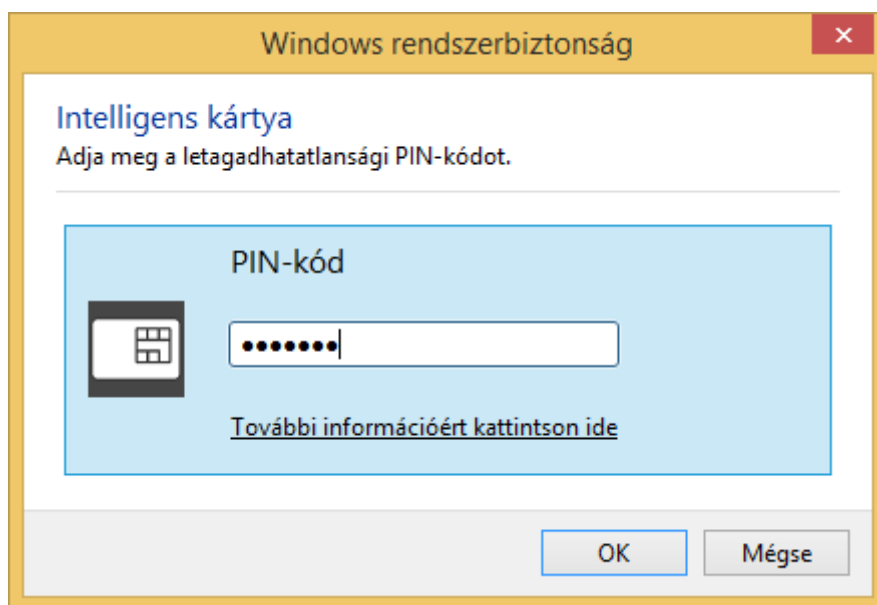 Windows rendszerbiztonság
Intelligens kártya
Adja meg a letagadhatatlansági PIN-kódot.
PIN-kód
•••••••
További információért kattintson ide
OK
Mégse